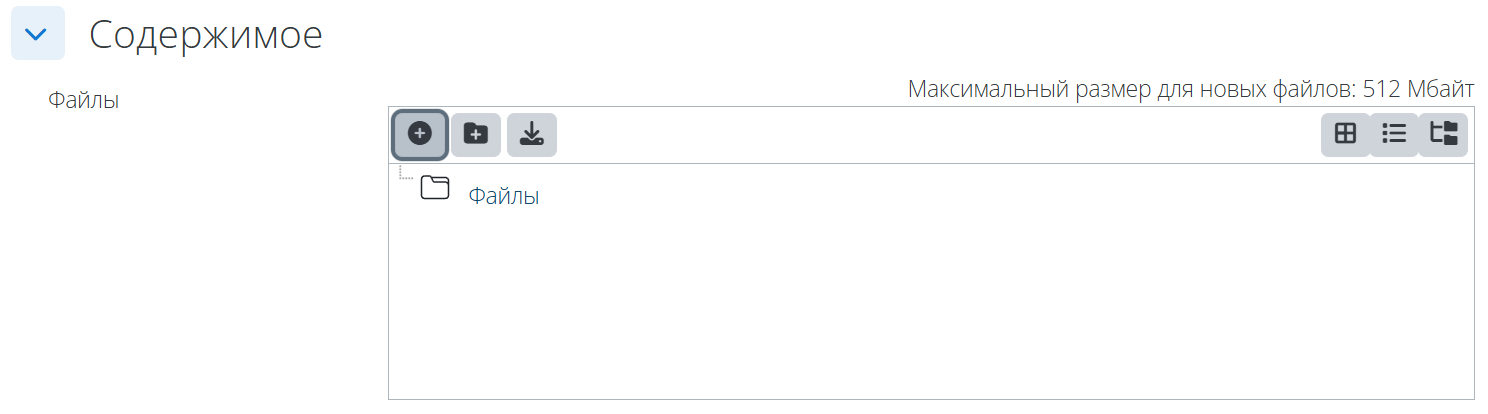 Содержимое
Файлы
Максимальный размер для новых файлов: 512 Мбайт
Файлы